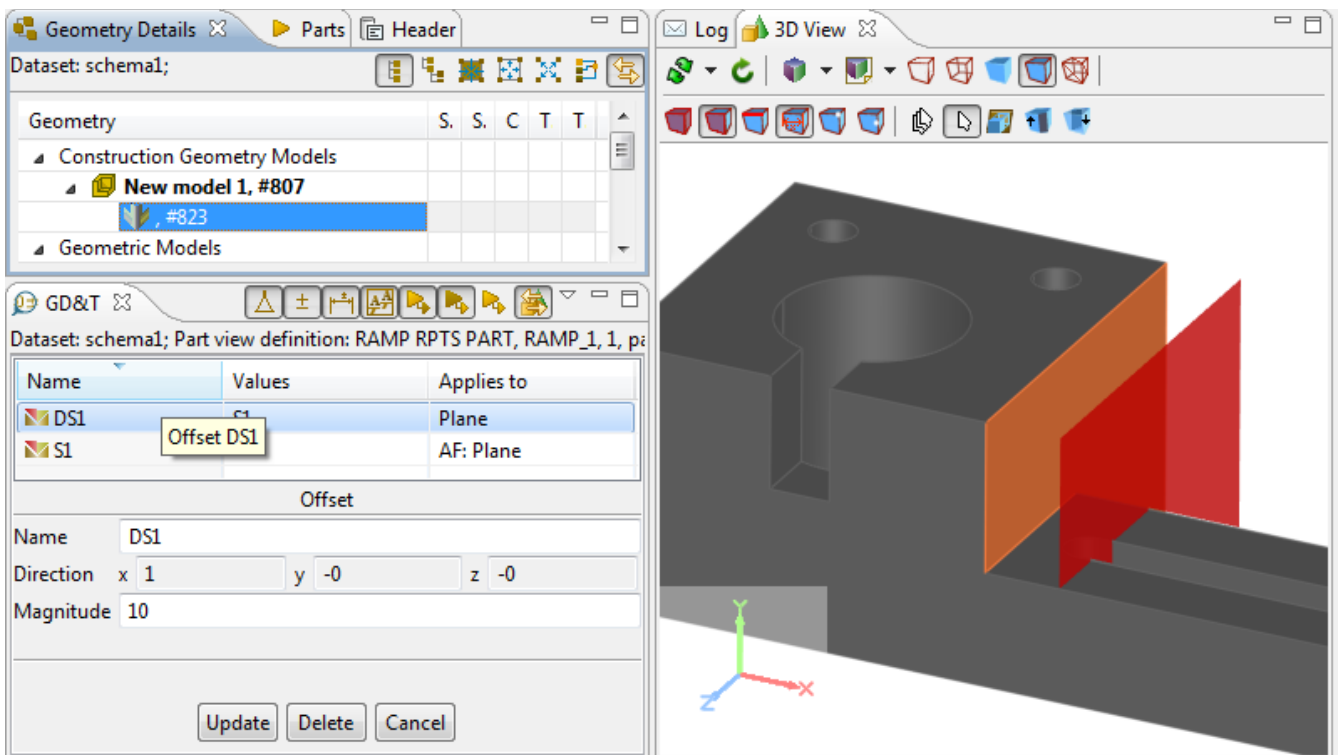 Geometry Details
Parts
Header
Dataset: schema1;
Geometry S. S. C T T
Construction Geometry Models
New model 1, #807
, #823
Geometric Models
GD&T
Dataset: schema1; Part view definition: RAMP RPTS PART, RAMP_1, 1, pa
Name Values Applies to
DS1 S1 Plane
Offset DS1
S1 AF: Plane
Offset
Name DS1
Direction x 1 y -0 z -0
Magnitude 10
Update Delete Cancel
Log
3D View
Y
X
Z